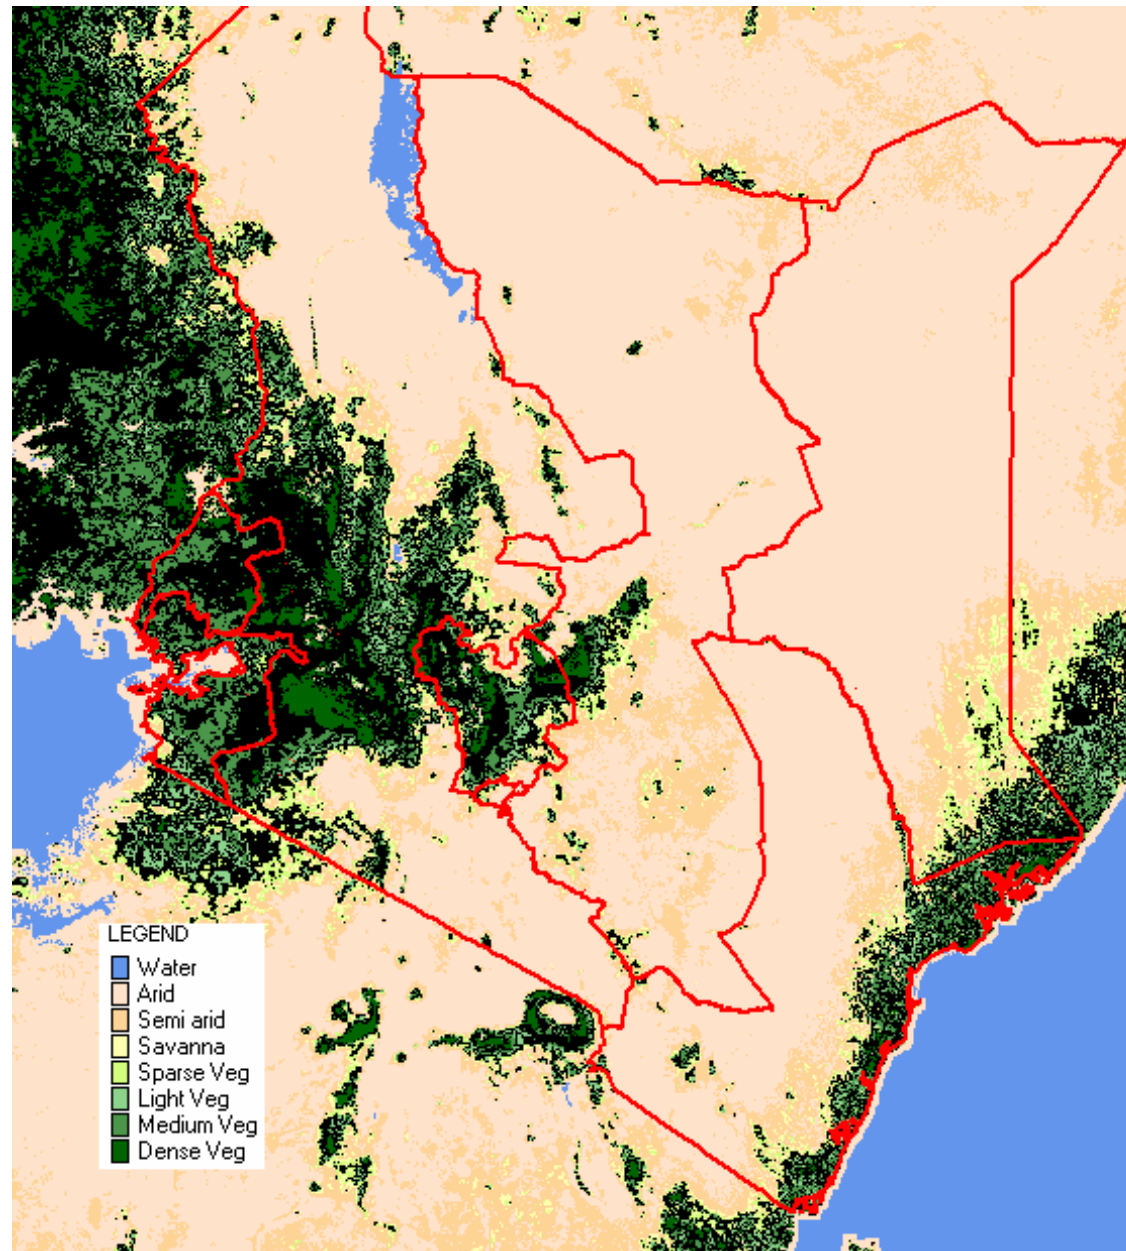 LEGEND
Water
Arid
Semi arid
Savanna
Sparse Veg
Light Veg
Medium Veg
Dense Veg